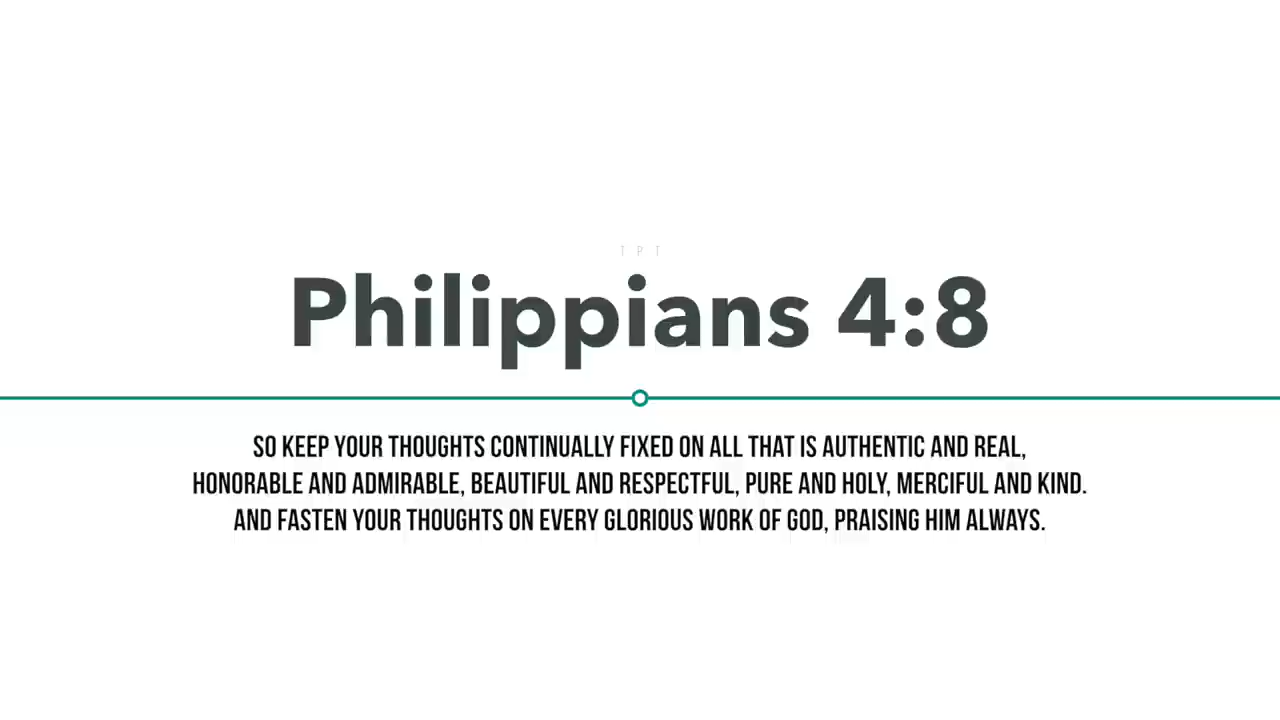 TPT
Philippians 4:8
SO KEEP YOUR THOUGHTS CONTINUALLY FIXED ON ALL THAT IS AUTHENTIC AND REAL,
HONORABLE AND ADMIRABLE, BEAUTIFUL AND RESPECTFUL, PURE AND HOLY, MERCIFUL AND KIND.
AND FASTEN YOUR THOUGHTS ON EVERY GLORIOUS WORK OF GOD, PRAISING HIM ALWAYS.